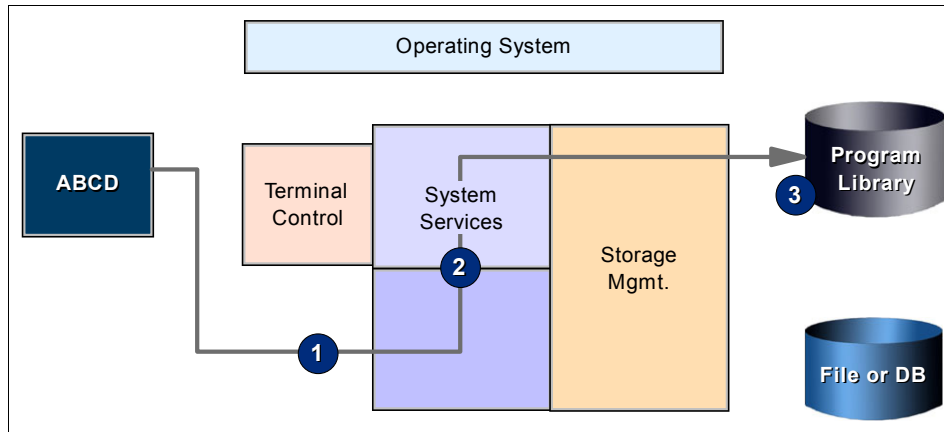 Operating System
ABCD
Terminal
Control
System
Services
Storage
Mgmt.
Program
Library
3
2
1
File or DB